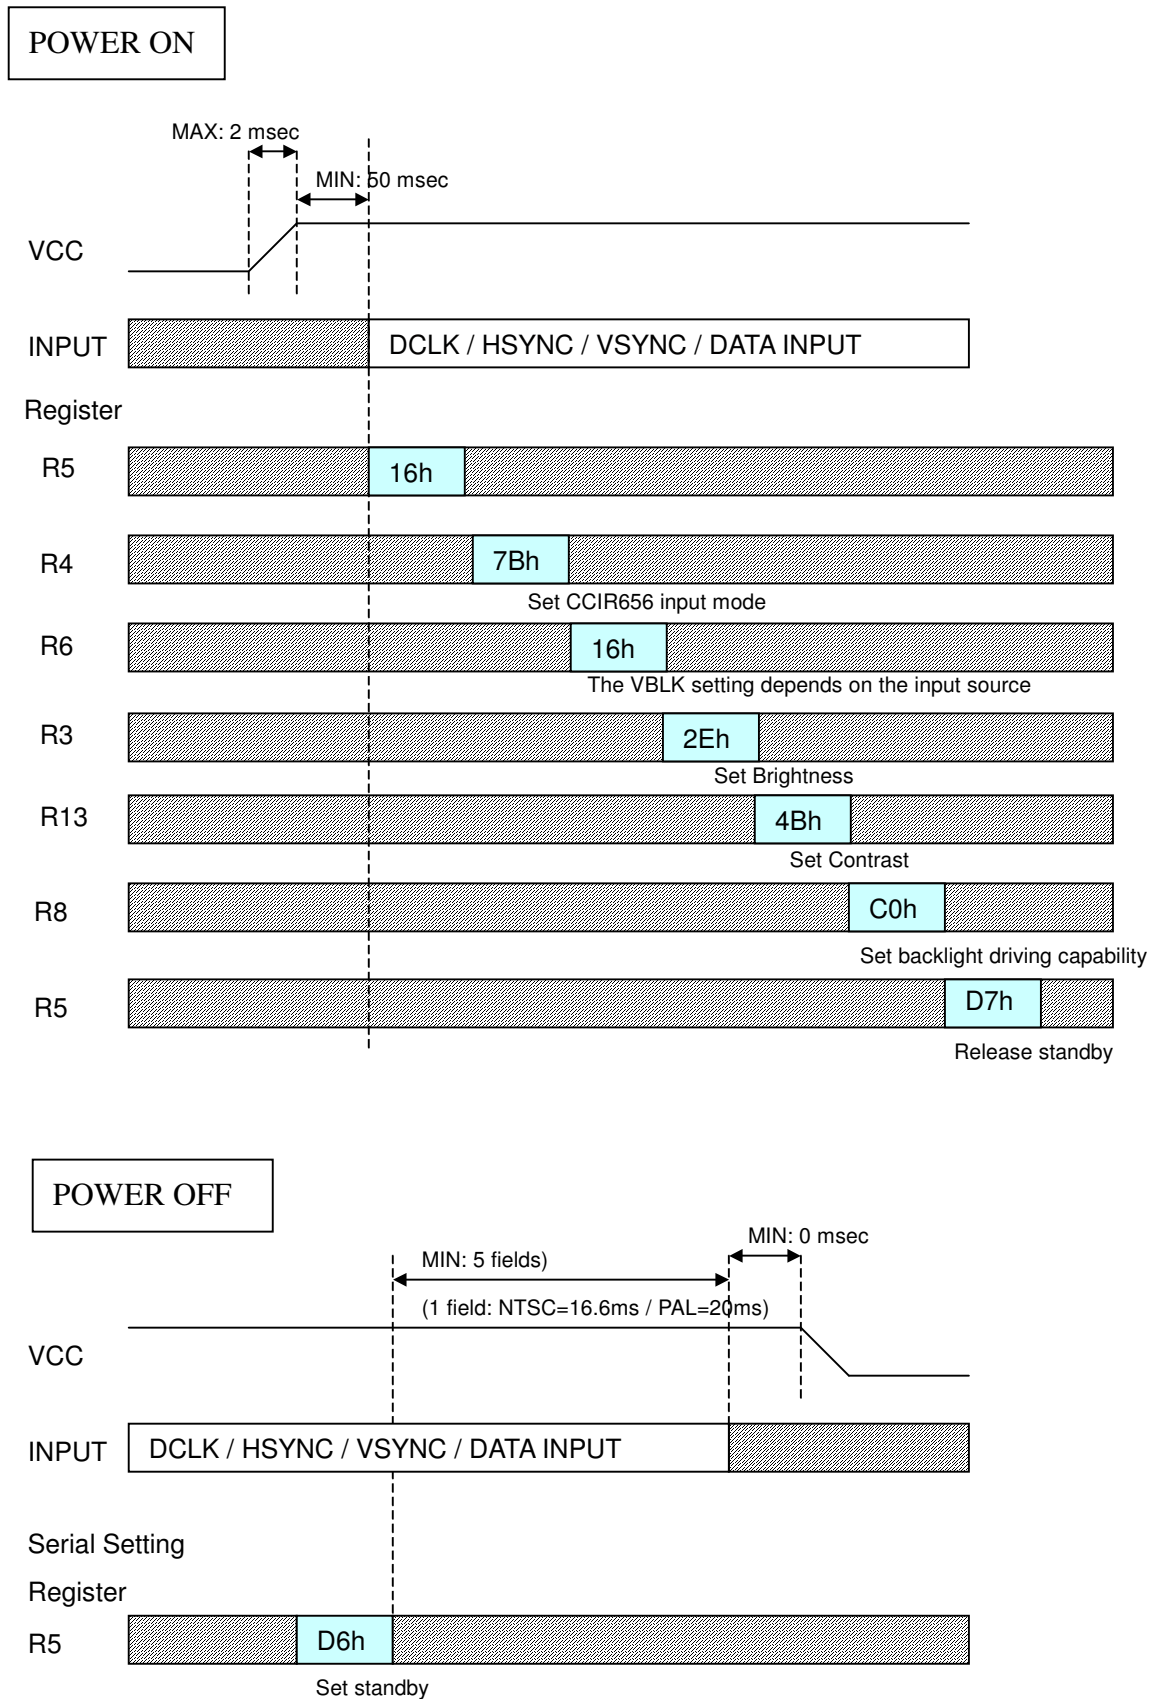 POWER ON
MAX: 2 msec
MIN: 50 msec
VCC
INPUT DCLK / HSYNC / VSYNC / DATA INPUT
Register
R5 16h
R4 7Bh
Set CCIR656 input mode
R6 16h
The VBLK setting depends on the input source
R3 2Eh
Set Brightness
R13 4Bh
Set Contrast
R8 C0h
Set backlight driving capability
R5 D7h
Release standby
POWER OFF
MIN: 0 msec
MIN: 5 fields)
(1 field: NTSC=16.6ms / PAL=20ms)
VCC
INPUT DCLK / HSYNC / VSYNC / DATA INPUT
Serial Setting
Register
R5 D6h
Set standby